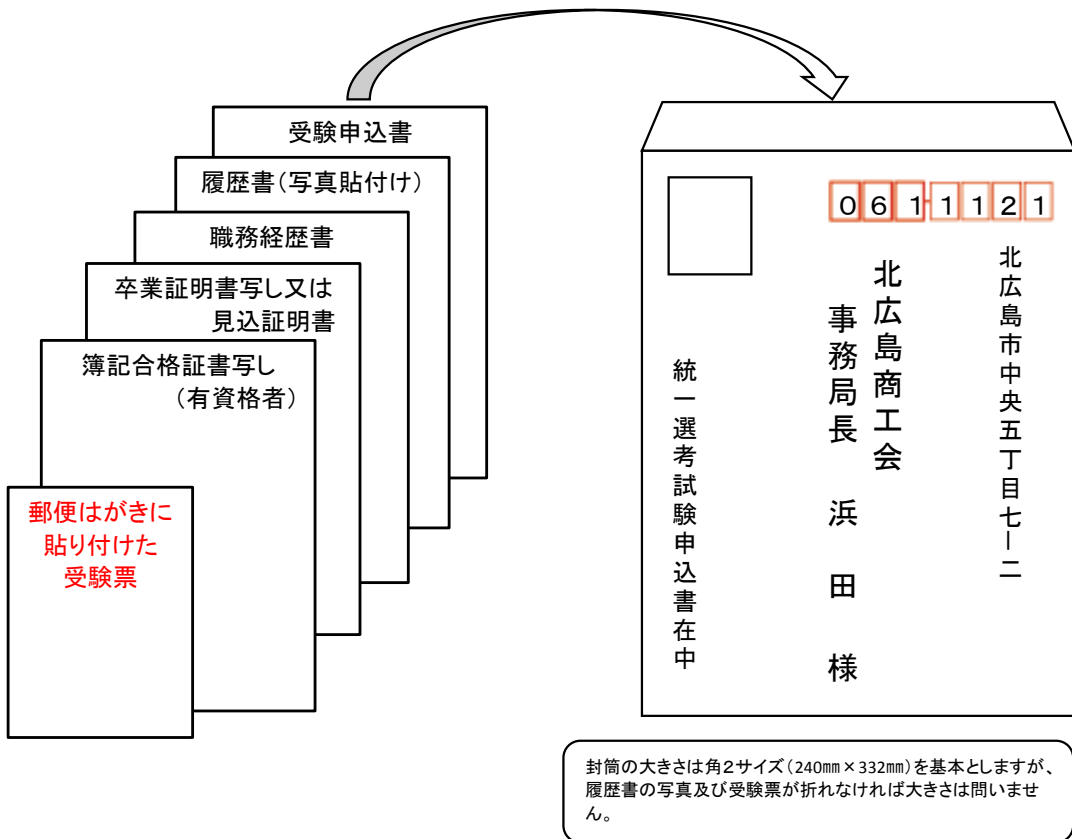 受験申込書
履歴書（写真貼付け）
職務経歴書
卒業証明書写し又は
見込証明書
簿記合格証書写し
（有資格者）
郵便はがきに
貼り付けた
受験票
061-1121
北広島市中央五丁目七―二
北広島商工会
事務局長 浜田様
統一選考試験申込書在中
封筒の大きさは角２サイズ（240㎜×332㎜）を基本としますが、
履歴書の写真及び受験票が折れなければ大きさは問いませ
ん。